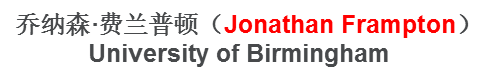 乔纳森·费兰普顿（Jonathan Frampton）
University of Birmingham